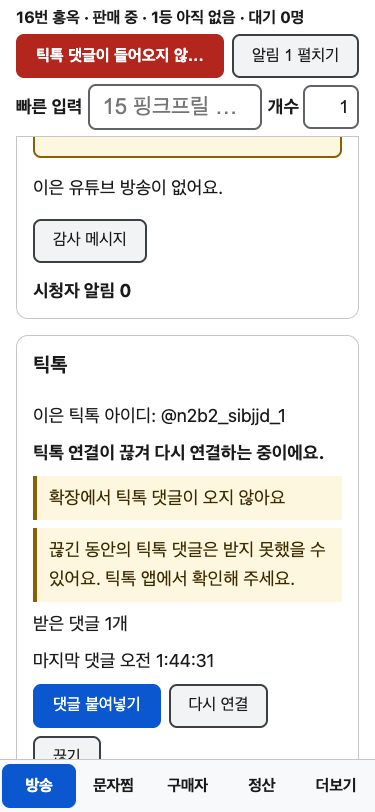 16번 홍옥 · 판매 중 · 1등 아직 없음 · 대기 0명
틱톡 댓글이 들어오지 않...
알림 1 펼치기
빠른 입력
15 핑크프릴 ...
개수
1
이은 유튜브 방송이 없어요.
감사 메시지
시청자 알림 0
틱톡
이은 틱톡 아이디: @n2b2_sibjjd_1
틱톡 연결이 끊겨 다시 연결하는 중이에요.
확장에서 틱톡 댓글이 오지 않아요
끊긴 동안의 틱톡 댓글은 받지 못했을 수
있어요. 틱톡 앱에서 확인해 주세요.
받은 댓글 1개
마지막 댓글 오전 1:44:31
댓글 붙여넣기
다시 연결
끊기
방송
문자찜
구매자
정산
더보기